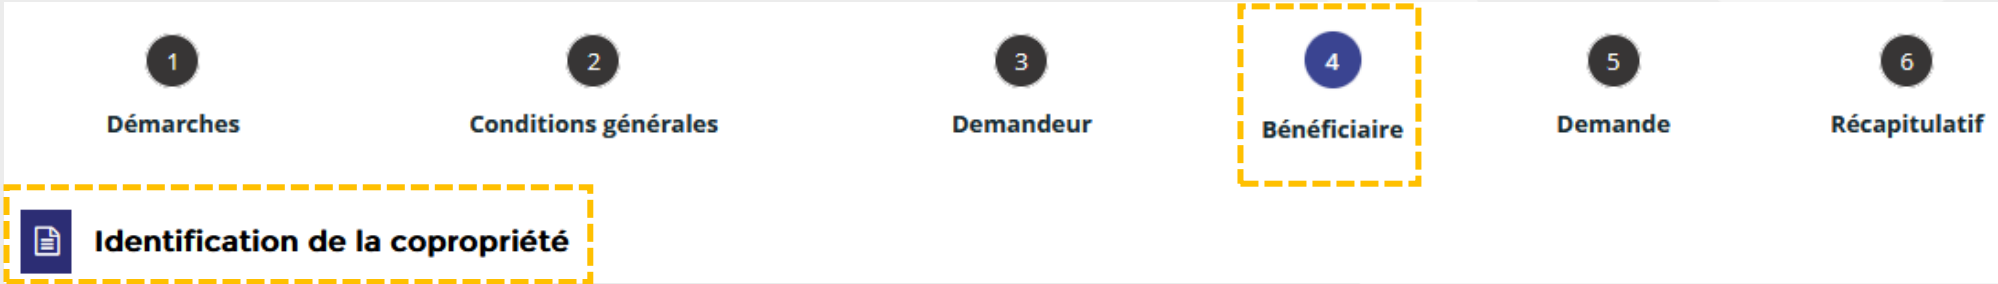 1
2
3
4
5
6
Démarches
Conditions générales
Demandeur
Bénéficiaire
Demande
Récapitulatif
Identification de la copropriété